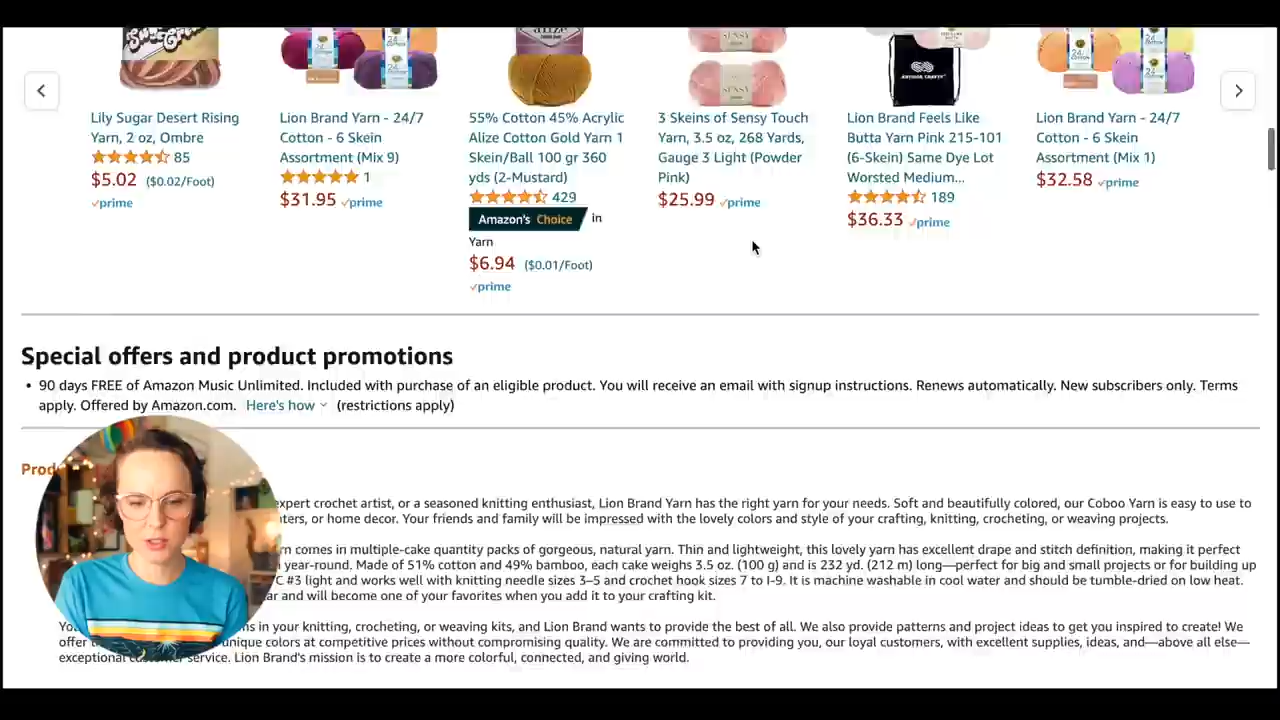 24/7
COTTON
24/7
COTTON
SENSY
SENSY
24/7
COTTON
24/7
COTTON
Lily Sugar Desert Rising
Yarn, 2 oz, Ombre
85
$5.02 ($0.02/Foot)
prime
Lion Brand Yarn - 24/7
Cotton - 6 Skein
Assortment (Mix 9)
1
$31.95 prime
55% Cotton 45% Acrylic
Alize Cotton Gold Yarn 1
Skein/Ball 100 gr 360
yds (2-Mustard)
429
Amazon's Choice in
Yarn
$6.94 ($0.01/Foot)
prime
3 Skeins of Sensy Touch
Yarn, 3.5 oz, 268 Yards,
Gauge 3 Light (Powder
Pink)
$25.99 prime
Lion Brand Feels Like
Butta Yarn Pink 215-101
(6-Skein) Same Dye Lot
Worsted Medium...
189
$36.33 prime
Lion Brand Yarn - 24/7
Cotton - 6 Skein
Assortment (Mix 1)
$32.58 prime
Special offers and product promotions
• 90 days FREE of Amazon Music Unlimited. Included with purchase of an eligible product. You will receive an email with signup instructions. Renews automatically. New subscribers only. Terms
apply. Offered by Amazon.com. Here's how (restrictions apply)
Prod
expert crochet artist, or a seasoned knitting enthusiast, Lion Brand Yarn has the right yarn for your needs. Soft and beautifully colored, our Coboo Yarn is easy to use to
ters, or home decor. Your friends and family will be impressed with the lovely colors and style of your crafting, knitting, crocheting, or weaving projects.
rn comes in multiple-cake quantity packs of gorgeous, natural yarn. Thin and lightweight, this lovely yarn has excellent drape and stitch definition, making it perfect
year-round. Made of 51% cotton and 49% bamboo, each cake weighs 3.5 oz. (100 g) and is 232 yd. (212 m) long—perfect for big and small projects or for building up
C #3 light and works well with knitting needle sizes 3–5 and crochet hook sizes 7 to I-9. It is machine washable in cool water and should be tumble-dried on low heat.
ar and will become one of your favorites when you add it to your crafting kit.
ns in your knitting, crocheting, or weaving kits, and Lion Brand wants to provide the best of all. We also provide patterns and project ideas to get you inspired to create! We
offer unique colors at competitive prices without compromising quality. We are committed to providing you, our loyal customers, with excellent supplies, ideas, and—above all else—
exceptional customer service. Lion Brand's mission is to create a more colorful, connected, and giving world.